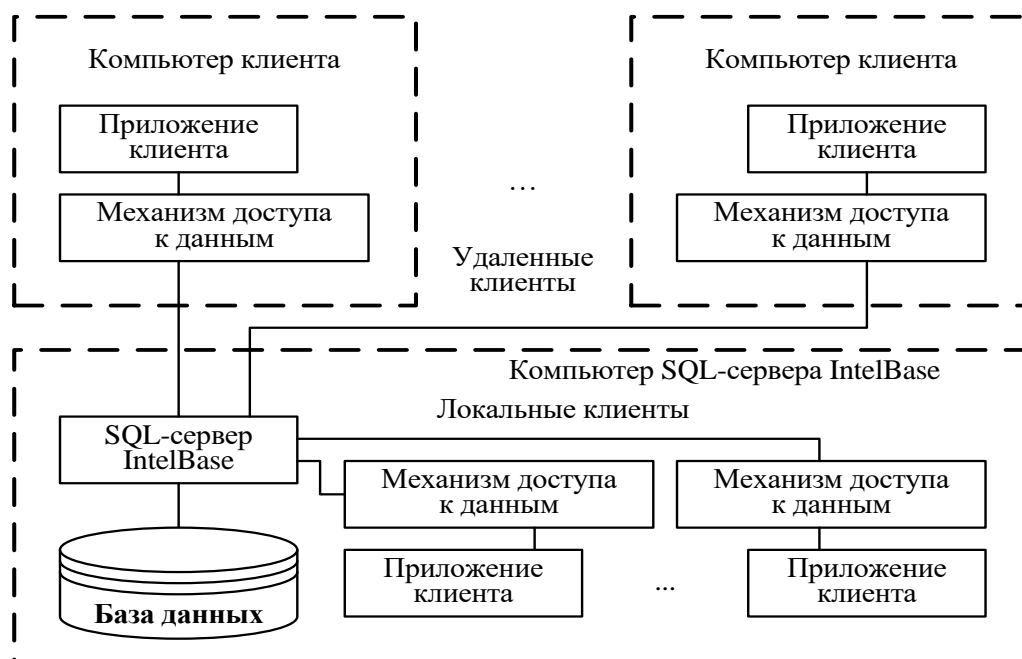 Компьютер клиента
Приложение
клиента
Механизм доступа
к данным
...
Удаленные
клиенты
Компьютер клиента
Приложение
клиента
Механизм доступа
к данным
Компьютер SQL-сервера IntelBase
Локальные клиенты
SQL-сервер
IntelBase
База данных
Механизм доступа
к данным
Приложение
клиента
...
Механизм доступа
к данным
Приложение
клиента